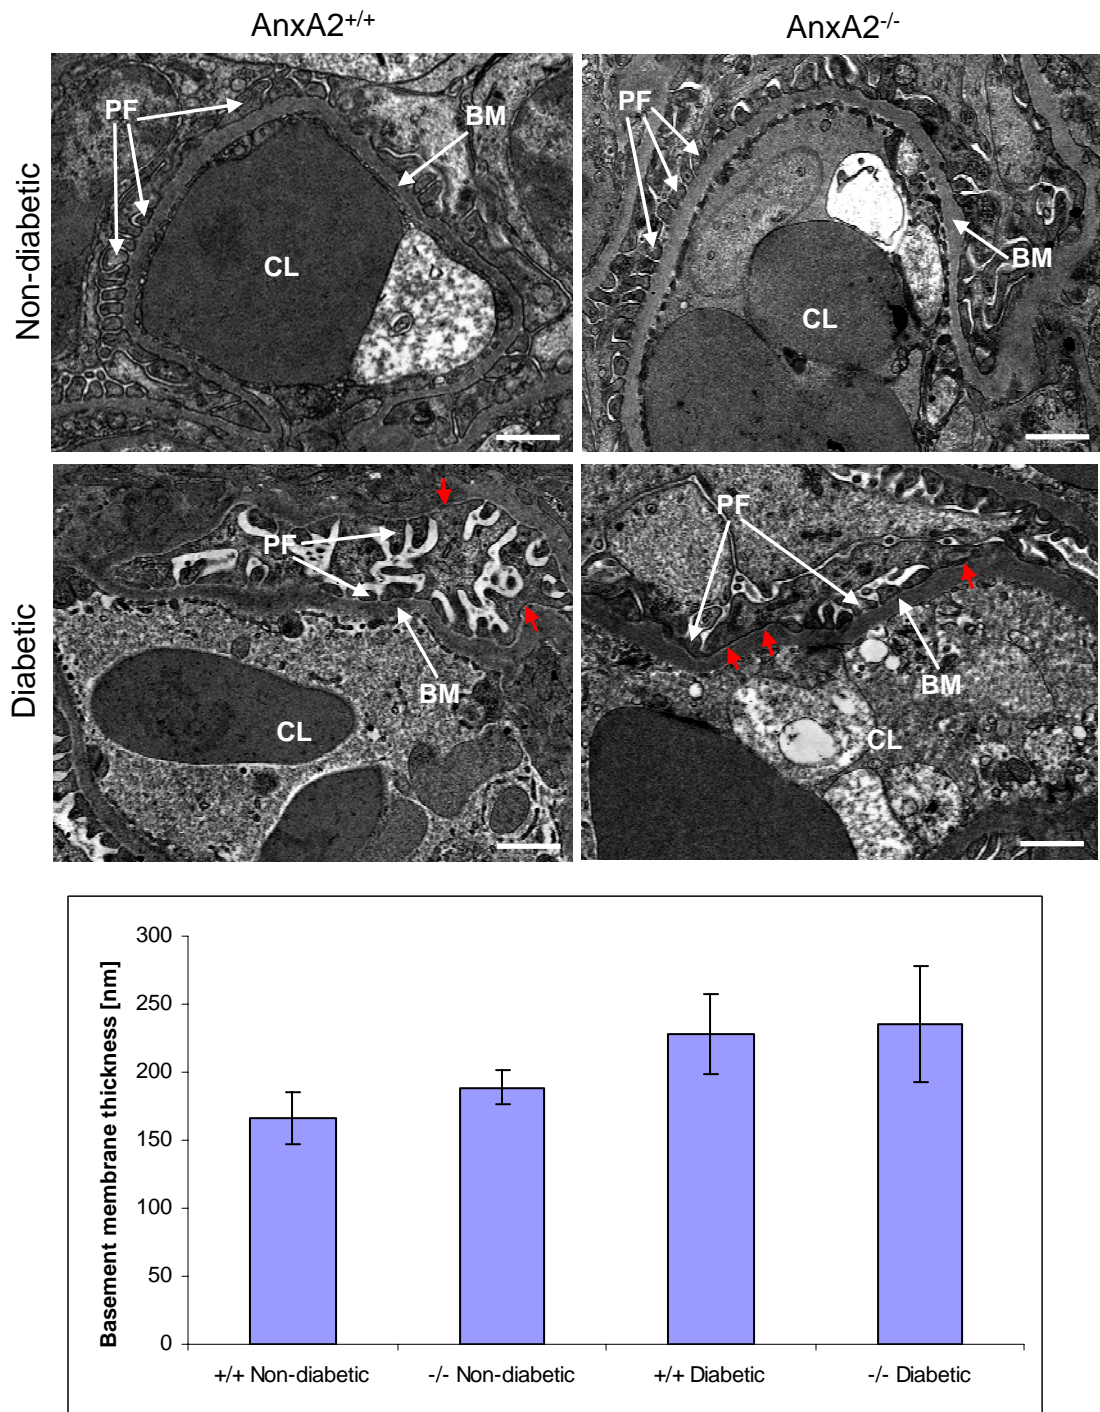 AnxA2+/+
AnxA2-/-
Non-diabetic
PF
BM
CL
PF
BM
CL
Diabetic
PF
BM
CL
PF
BM
CL
Basement membrane thickness [nm]
300
250
200
150
100
50
0
+/+ Non-diabetic
-/- Non-diabetic
+/+ Diabetic
-/- Diabetic